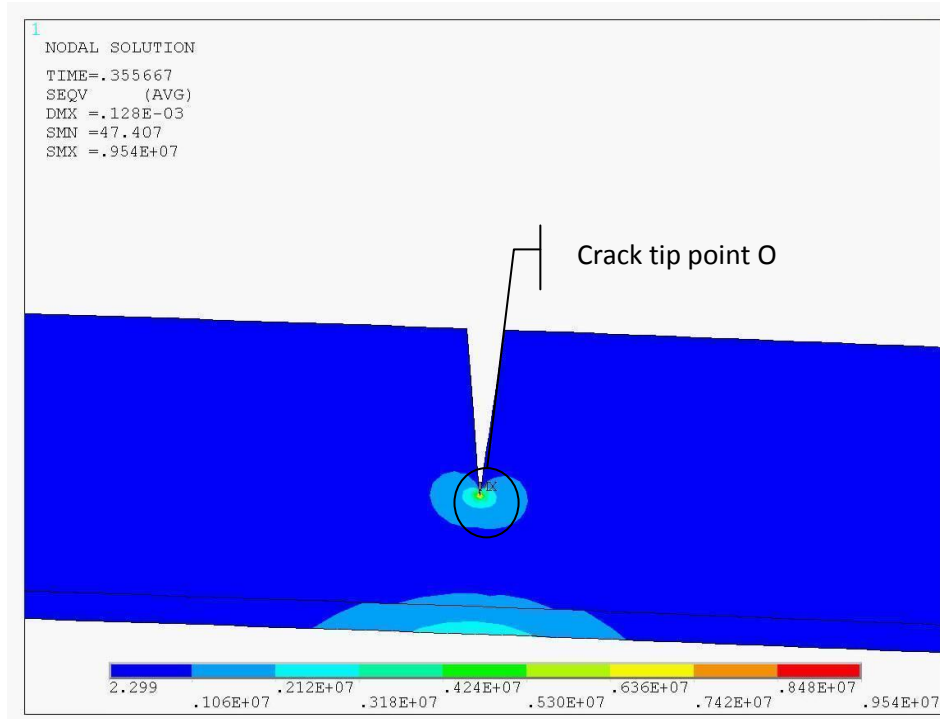 1
NODAL SOLUTION
TIME=.355667
SEQV (AVG)
DMX =.128E-03
SMN =47.407
SMX =.954E+07
Crack tip point O
2.299 .212E+07 .424E+07 .636E+07 .848E+07
.106E+07 .318E+07 .530E+07 .742E+07 .954E+07